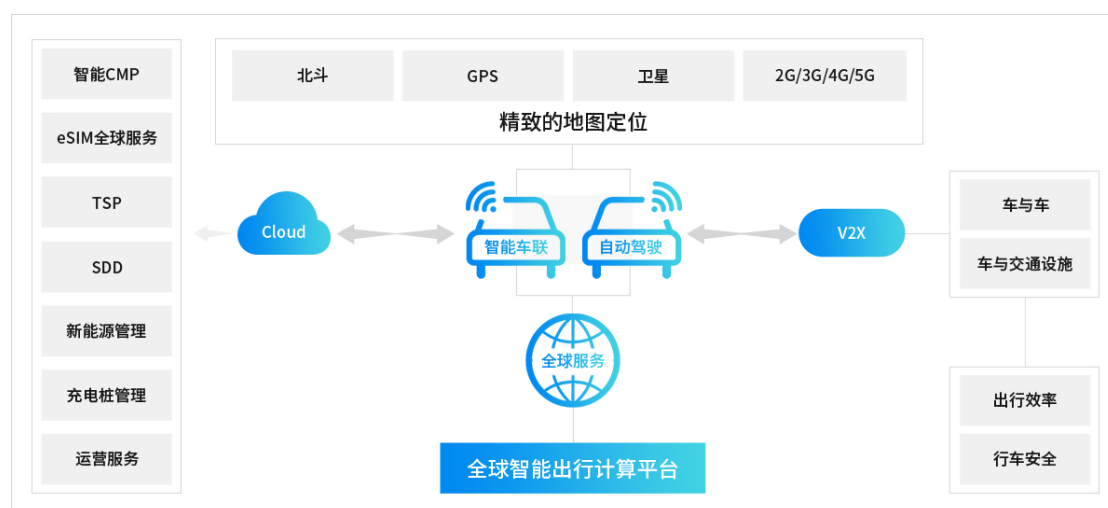 智能CMP
eSIM全球服务
TSP
SDD
新能源管理
充电桩管理
运营服务
北斗
GPS
卫星
2G/3G/4G/5G
精致的地图定位
Cloud
智能车联
自动驾驶
V2X
全球服务
全球智能出行计算平台
车与车
车与交通设施
出行效率
行车安全